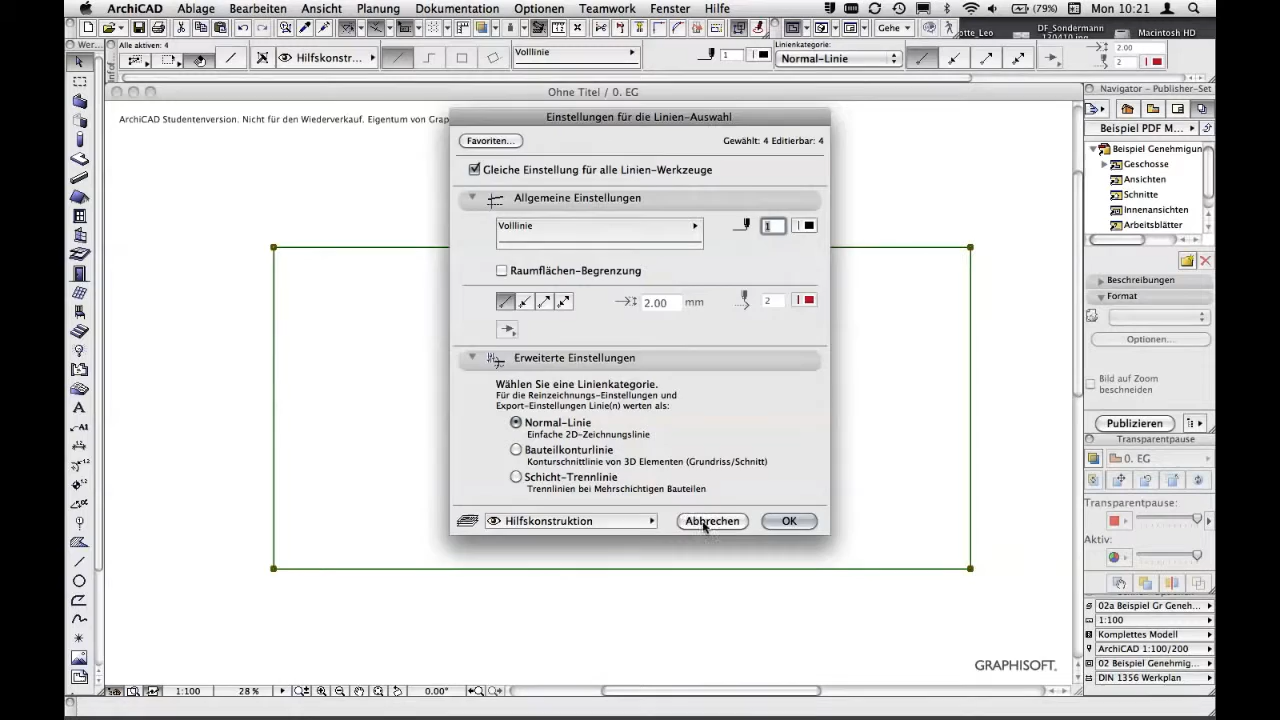 ArchiCAD Ablage Bearbeiten Ansicht Planung Dokumentation Optionen Teamwork Fenster Hilfe (79%) Mon 10:21
Gehe DF_Sondermann Macintosh HD
Alle aktiven: 4
Hilfskonstr...
Volllinie
1
Linienkategorie:
Normal-Linie
2.00
2
Ohne Titel / 0. EG
ArchiCAD Studentenversion. Nicht für den Wiederverkauf. Eigentum von Grap
Einstellungen für die Linien-Auswahl
Favoriten...
Gewählt: 4 Editierbar: 4
Gleiche Einstellung für alle Linien-Werkzeuge
Allgemeine Einstellungen
Volllinie
1
Raumflächen-Begrenzung
2.00 mm
2
Erweiterte Einstellungen
Wählen Sie eine Linienkategorie.
Für die Reinzeichnungs-Einstellungen und
Export-Einstellungen Linie(n) werten als:
Normal-Linie
Einfache 2D-Zeichnungslinie
Bauteilkonturlinie
Konturschnittlinie von 3D Elementen (Grundriss/Schnitt)
Schicht-Trennlinie
Trennlinien bei Mehrschichtigen Bauteilen
Hilfskonstruktion
Abbrechen
OK
Navigator - Publisher-Set
Beispiel PDF M...
Beispiel Genehmigun
Geschosse
Ansichten
Schnitte
Innenansichten
Arbeitsblätter
Beschreibungen
Format
Optionen...
Bild auf Zoom
beschneiden
Publizieren
Transparentpause
0. EG
Transparentpause:
Aktiv:
02a Beispiel Gr Geneh...
1:100
Komplettes Modell
ArchiCAD 1:100/200
02 Beispiel Genehmig...
DIN 1356 Werkplan
GRAPHISOFT.
1:100 28 % 0.00°